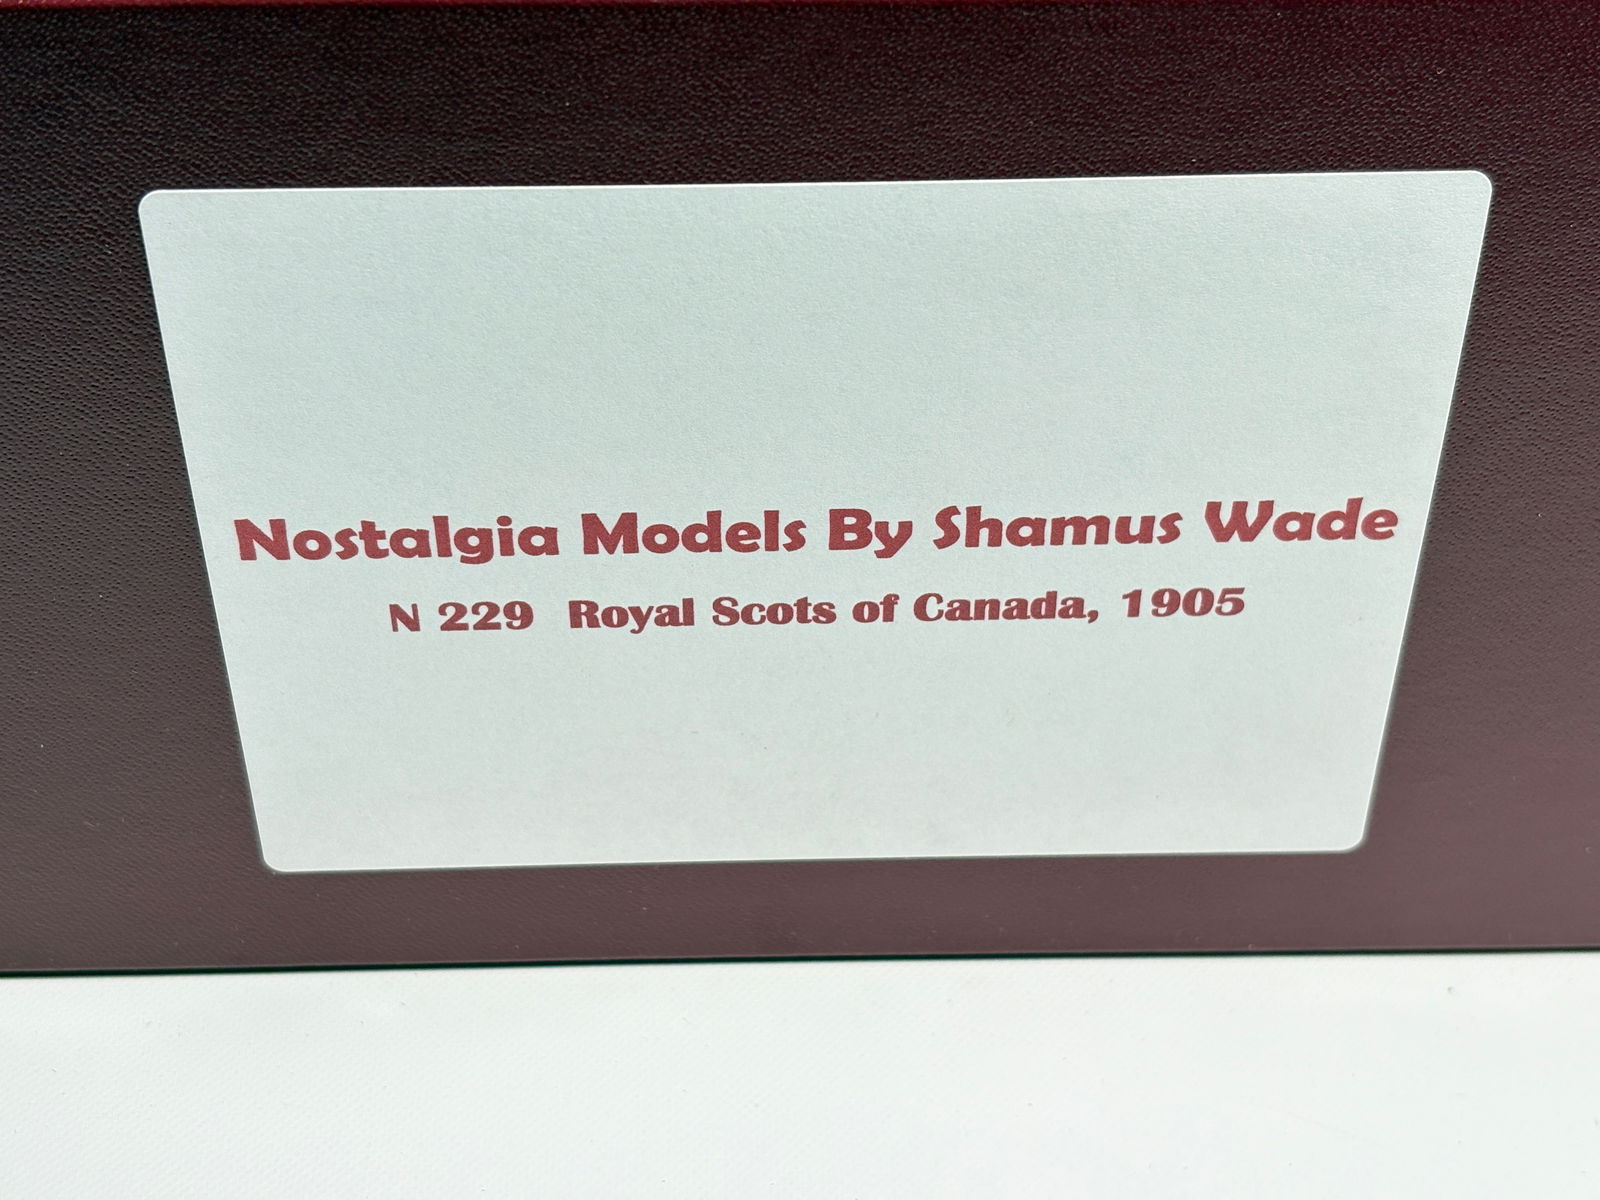 Nostalgia Models By Shamus Wade
N 229 Royal Scots of Canada, 1905